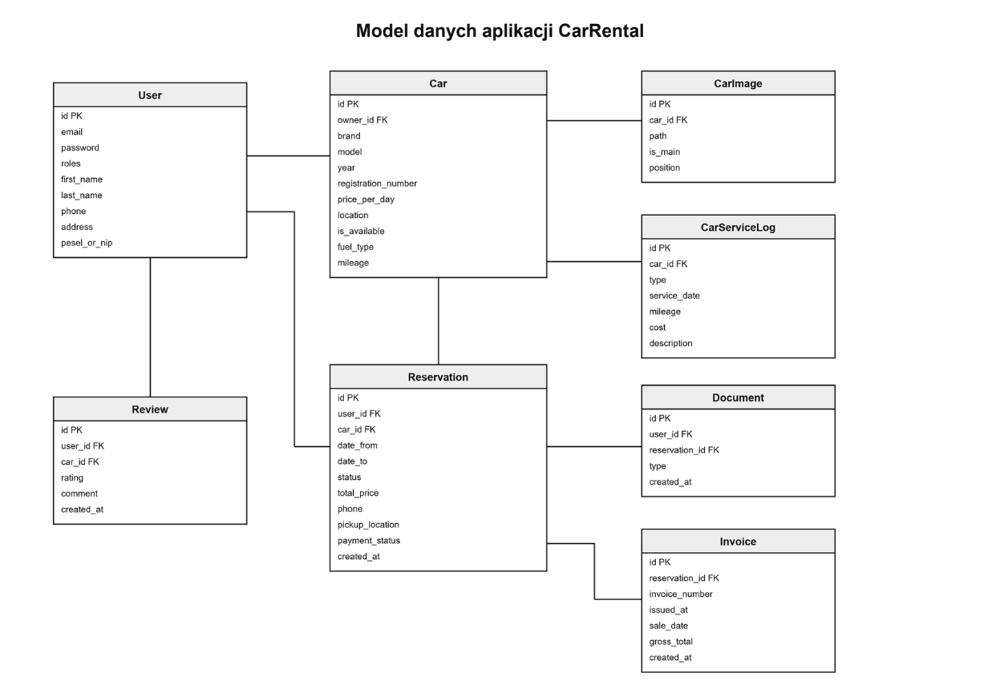 Model danych aplikacji CarRental
User
id PK
email
password
roles
first_name
last_name
phone
address
pesel_or_nip
Car
id PK
owner_id FK
brand
model
year
registration_number
price_per_day
location
is_available
fuel_type
mileage
CarImage
id PK
car_id FK
path
is_main
position
CarServiceLog
id PK
car_id FK
type
service_date
mileage
cost
description
Review
id PK
user_id FK
car_id FK
rating
comment
created_at
Reservation
id PK
user_id FK
car_id FK
date_from
date_to
status
total_price
phone
pickup_location
payment_status
created_at
Document
id PK
user_id FK
reservation_id FK
type
created_at
Invoice
id PK
reservation_id FK
invoice_number
issued_at
sale_date
gross_total
created_at